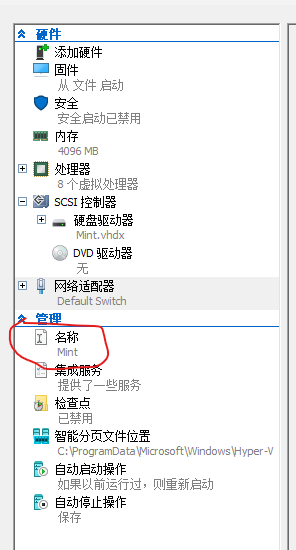 硬件
添加硬件
固件
从 文件 启动
安全
安全启动已禁用
内存
4096 MB
处理器
8 个虚拟处理器
SCSI 控制器
硬盘驱动器
Mint.vhdx
DVD 驱动器
无
网络适配器
Default Switch
管理
名称
Mint
集成服务
提供了一些服务
检查点
已禁用
智能分页文件位置
C:\ProgramData\Microsoft\Windows\Hyper-V
自动启动操作
如果以前运行过，则重新启动
自动停止操作
保存